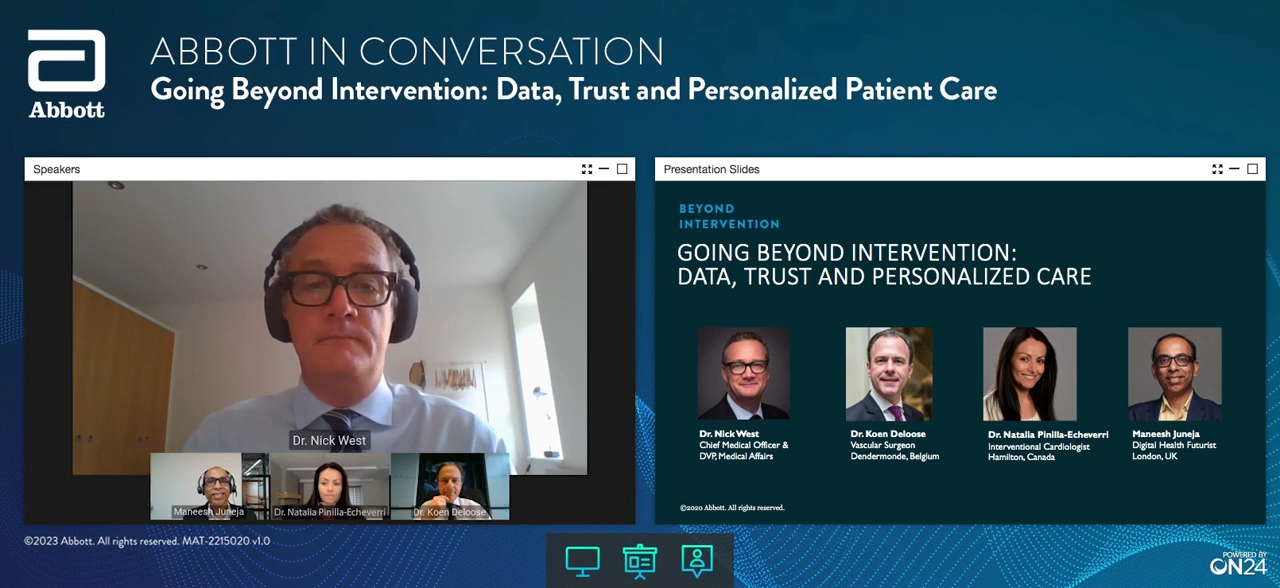 Abbott
ABBOTT IN CONVERSATION
Going Beyond Intervention: Data, Trust and Personalized Patient Care
Speakers
Dr. Nick West
Maneesh Juneja
Dr. Natalia Pinilla-Echeverri
Dr. Koen Deloose
Presentation Slides
BEYOND
INTERVENTION
GOING BEYOND INTERVENTION:
DATA, TRUST AND PERSONALIZED CARE
Dr. Nick West
Chief Medical Officer &
DVP, Medical Affairs
Dr. Koen Deloose
Vascular Surgeon
Dendermonde, Belgium
Dr. Natalia Pinilla-Echeverri
Interventional Cardiologist
Hamilton, Canada
Maneesh Juneja
Digital Health Futurist
London, UK
©2020 Abbott. All rights reserved.
©2023 Abbott. All rights reserved. MAT-2215020 v1.0
POWERED BY
ON24